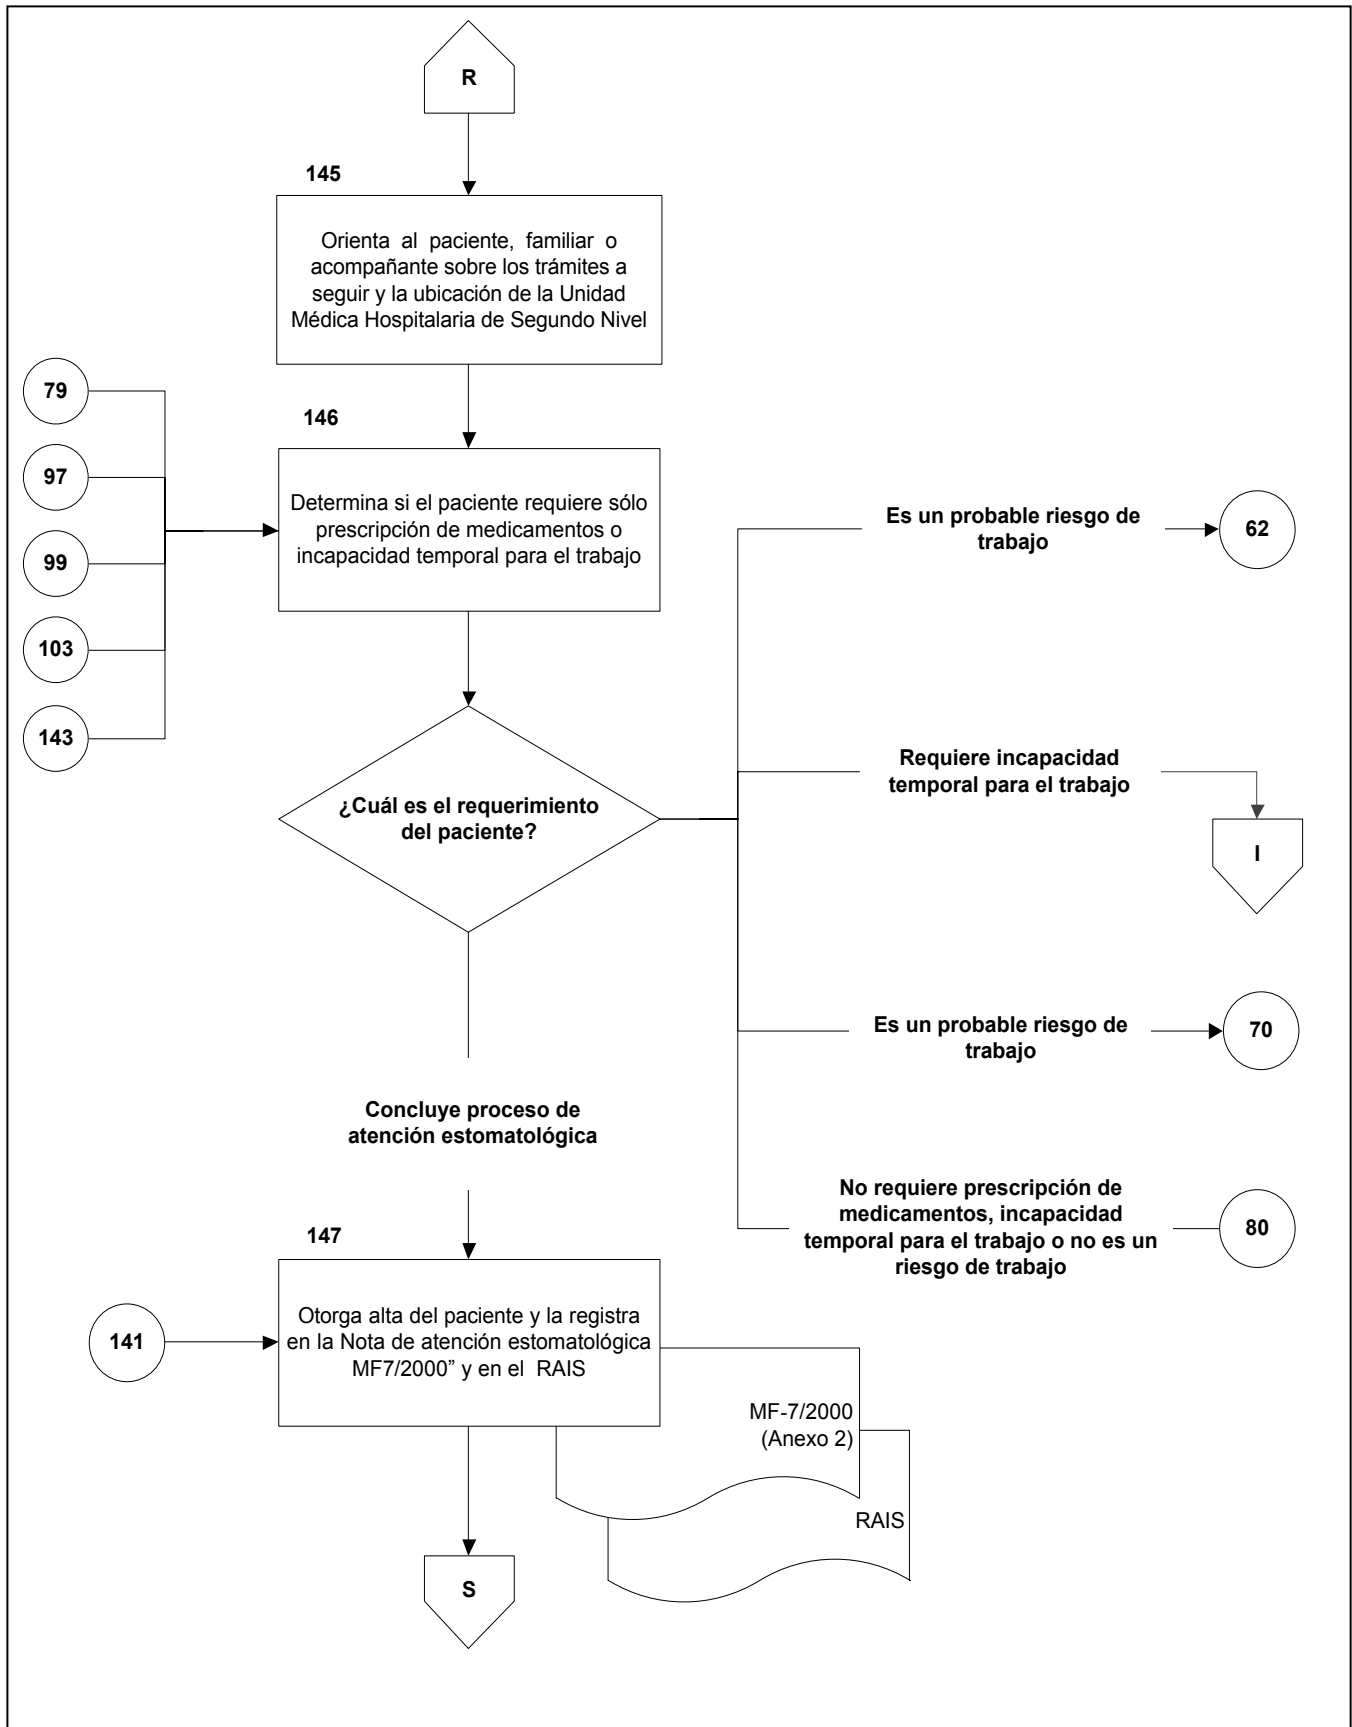 R
145
Orienta al paciente, familiar o
acompañante sobre los trámites a
seguir y la ubicación de la Unidad
Médica Hospitalaria de Segundo Nivel
79
97
99
103
143
146
Determina si el paciente requiere sólo
prescripción de medicamentos o
incapacidad temporal para el trabajo
¿Cuál es el requerimiento
del paciente?
Es un probable riesgo de
trabajo
62
Requiere incapacidad
temporal para el trabajo
I
Es un probable riesgo de
trabajo
70
No requiere prescripción de
medicamentos, incapacidad
temporal para el trabajo o no es un
riesgo de trabajo
80
Concluye proceso de
atención estomatológica
147
141
Otorga alta del paciente y la registra
en la Nota de atención estomatológica
MF7/2000” y en el RAIS
MF-7/2000
(Anexo 2)
RAIS
S